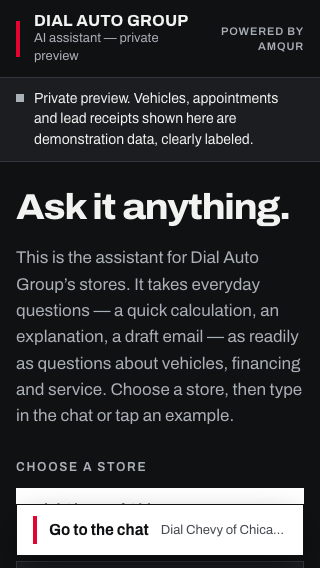 DIAL AUTO GROUP
AI assistant — private
preview
POWERED BY
AMQUR
Private preview. Vehicles, appointments
and lead receipts shown here are
demonstration data, clearly labeled.
Ask it anything.
This is the assistant for Dial Auto
Group’s stores. It takes everyday
questions — a quick calculation, an
explanation, a draft email — as readily
as questions about vehicles, financing
and service. Choose a store, then type
in the chat or tap an example.
CHOOSE A STORE
Go to the chat Dial Chevy of Chica...